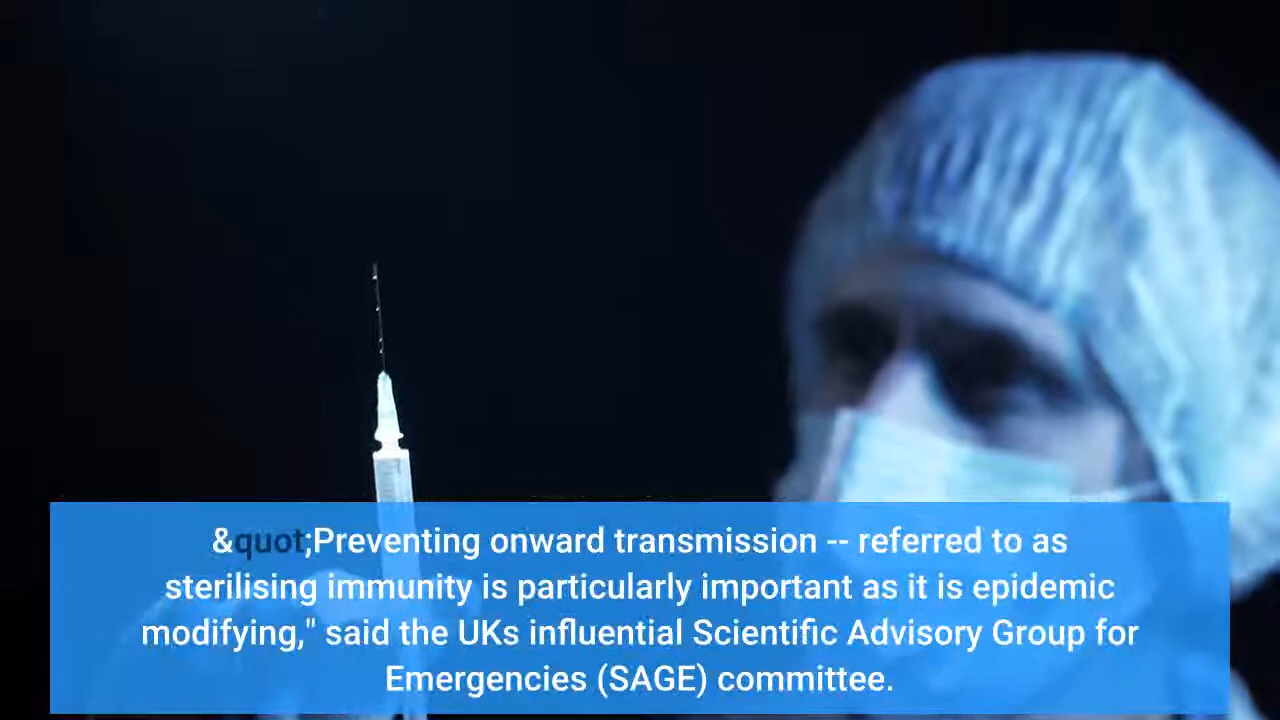 &quot;Preventing onward transmission -- referred to as
sterilising immunity is particularly important as it is epidemic
modifying," said the UKs influential Scientific Advisory Group for
Emergencies (SAGE) committee.